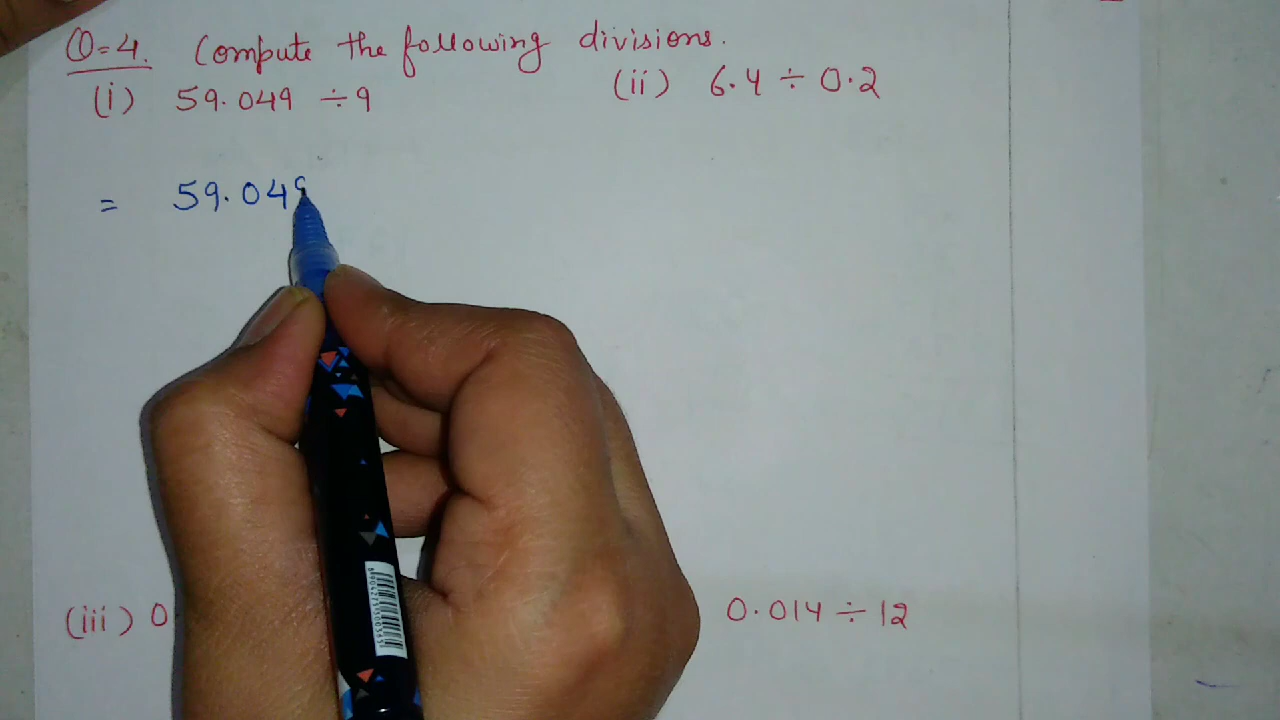 Q=4. Compute the following divisions.
(i) 59.049 ÷ 9 (ii) 6.4 ÷ 0.2
= 59.049
(iii) 0 0.014 ÷ 12